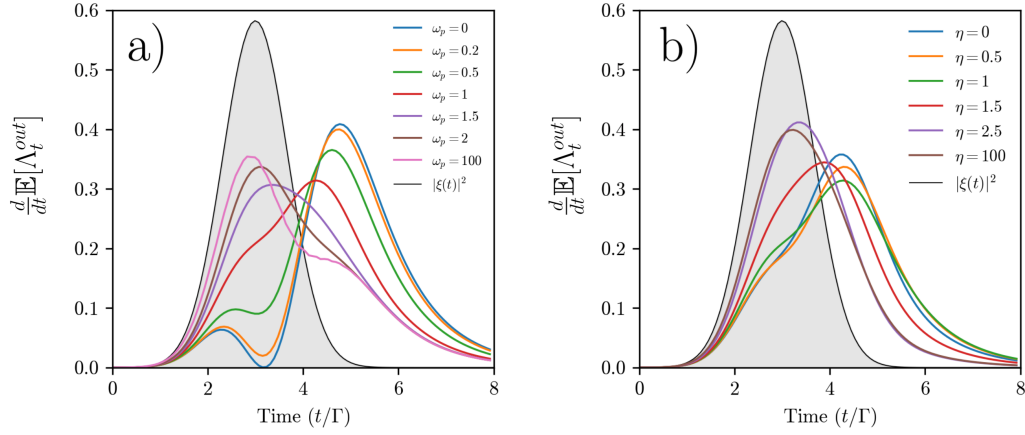 a)
d/dt 𝔼[Λ_t^{out}]
0.6
0.5
0.4
0.3
0.2
0.1
0.0
0 2 4 6 8
Time (t/Γ)
ω_p = 0
ω_p = 0.2
ω_p = 0.5
ω_p = 1
ω_p = 1.5
ω_p = 2
ω_p = 100
|ξ(t)|²
b)
d/dt 𝔼[Λ_t^{out}]
0.6
0.5
0.4
0.3
0.2
0.1
0.0
0 2 4 6 8
Time (t/Γ)
η = 0
η = 0.5
η = 1
η = 1.5
η = 2.5
η = 100
|ξ(t)|²